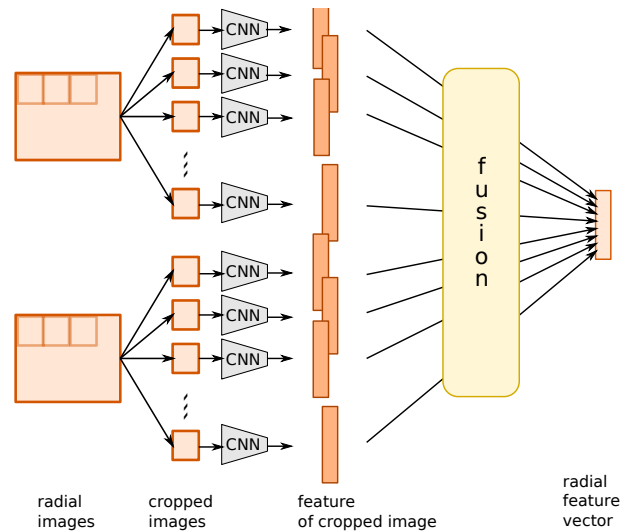 CNN
CNN
CNN
CNN
CNN
CNN
CNN
CNN
fusion
radial
images
cropped
images
feature
of cropped image
radial
feature
vector